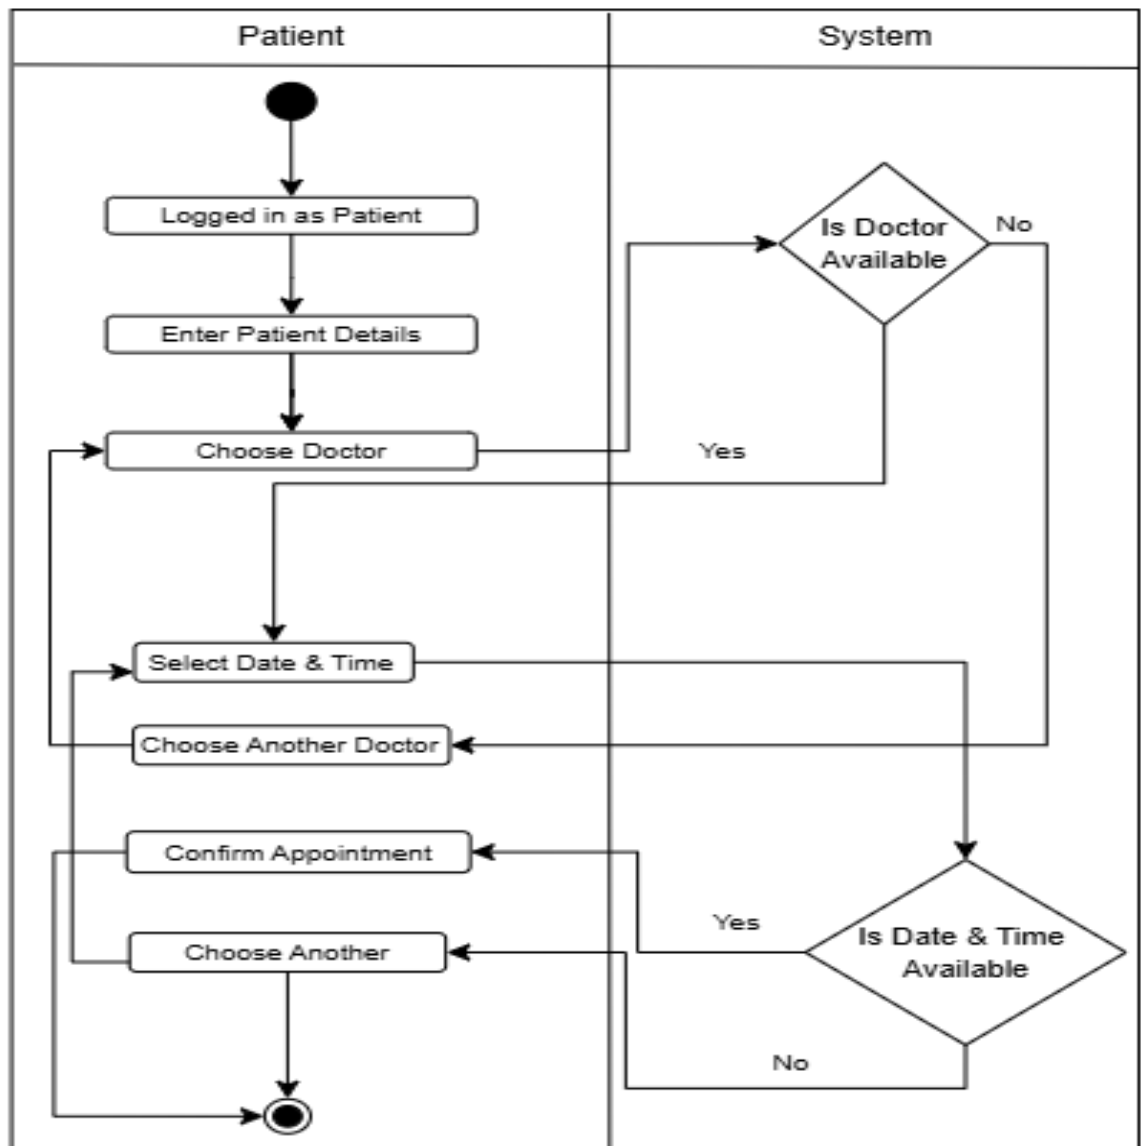 Patient
System
Logged in as Patient
Is Doctor
Available
No
Enter Patient Details
Choose Doctor
Yes
Select Date & Time
Choose Another Doctor
Confirm Appointment
Yes
Is Date & Time
Available
Choose Another
No